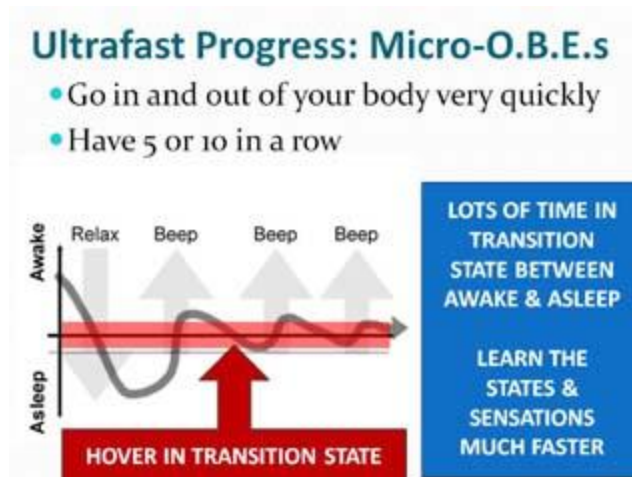 Ultrafast Progress: Micro-O.B.E.s
•Go in and out of your body very quickly
•Have 5 or 10 in a row
Awake
Relax Beep Beep Beep
Asleep
HOVER IN TRANSITION STATE
LOTS OF TIME IN
TRANSITION
STATE BETWEEN
AWAKE & ASLEEP
LEARN THE
STATES &
SENSATIONS
MUCH FASTER